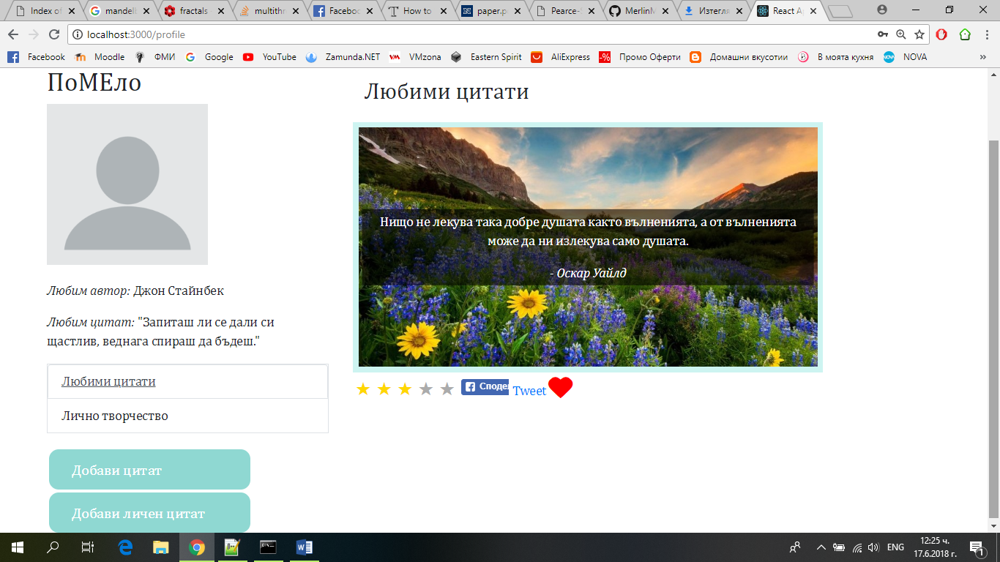 Index of
mandelb
fractals
multithr
Faceboo
How to
paper.p
Pearce-
MerlinM
Изтегля
React A
localhost:3000/profile
Facebook
Moodle
ФМИ
Google
YouTube
Zamunda.NET
VMzona
Eastern Spirit
AliExpress
Промо Оферти
Домашни вкусотии
В моята кухня
NOVA
»
ПоМЕло
Любим автор: Джон Стайнбек
Любим цитат: "Запиташ ли се дали си
щастлив, веднага спираш да бъдеш."
Любими цитати
Лично творчество
Добави цитат
Добави личен цитат
Любими цитати
Нищо не лекува така добре душата както вълненията, а от вълненията
може да ни излекува само душата.
- Оскар Уайлд
Споде
Tweet
ENG
12:25 ч.
17.6.2018 г.
1